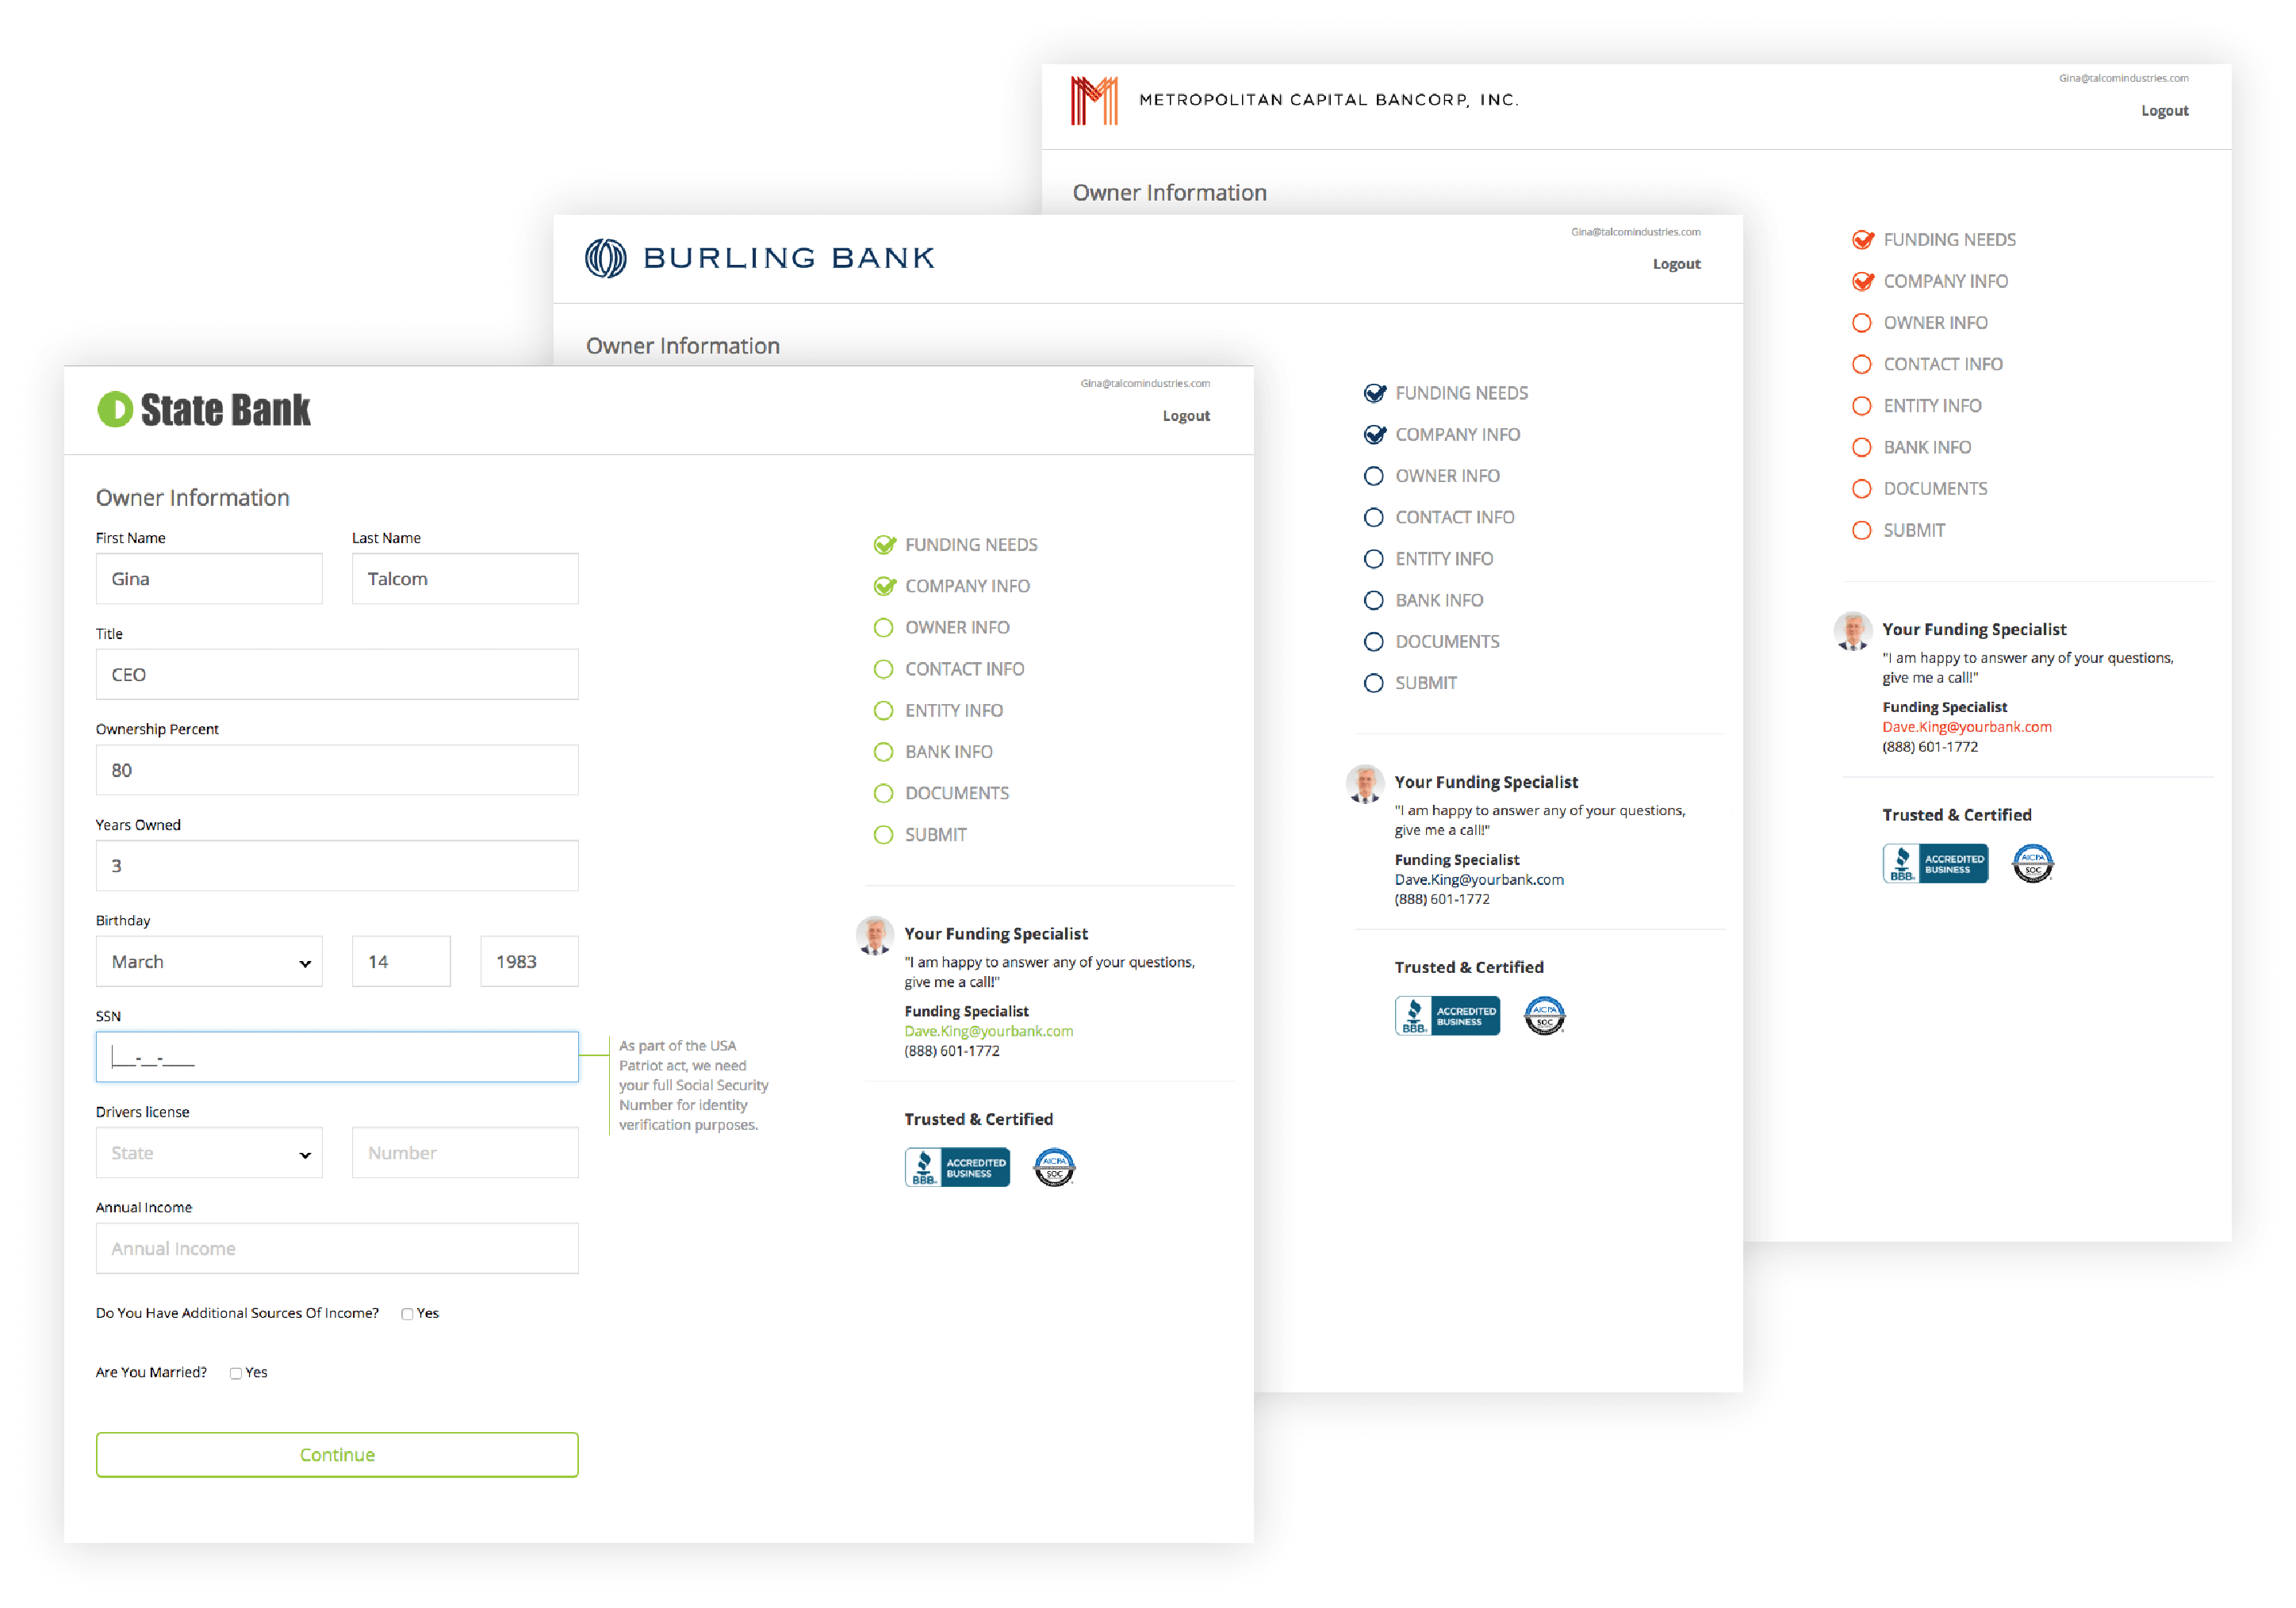 METROPOLITAN CAPITAL BANCORP, INC.
Gina@talcomindustries.com
Logout
Owner Information
FUNDING NEEDS
COMPANY INFO
OWNER INFO
CONTACT INFO
ENTITY INFO
BANK INFO
DOCUMENTS
SUBMIT
Your Funding Specialist
"I am happy to answer any of your questions,
give me a call!"
Funding Specialist
Dave.King@yourbank.com
(888) 601-1772
Trusted & Certified
BBB.
ACCREDITED
BUSINESS
AICPA
SOC
BURLING BANK
Gina@talcomindustries.com
Logout
Owner Information
FUNDING NEEDS
COMPANY INFO
OWNER INFO
CONTACT INFO
ENTITY INFO
BANK INFO
DOCUMENTS
SUBMIT
Your Funding Specialist
"I am happy to answer any of your questions,
give me a call!"
Funding Specialist
Dave.King@yourbank.com
(888) 601-1772
Trusted & Certified
BBB.
ACCREDITED
BUSINESS
AICPA
SOC
State Bank
Gina@talcomindustries.com
Logout
Owner Information
First Name Last Name
Gina Talcom
Title
CEO
Ownership Percent
80
Years Owned
3
Birthday
March 14 1983
SSN
___-__-____
As part of the USA
Patriot act, we need
your full Social Security
Number for identity
verification purposes.
Drivers license
State Number
Annual Income
Annual Income
Do You Have Additional Sources Of Income? Yes
Are You Married? Yes
Continue
FUNDING NEEDS
COMPANY INFO
OWNER INFO
CONTACT INFO
ENTITY INFO
BANK INFO
DOCUMENTS
SUBMIT
Your Funding Specialist
"I am happy to answer any of your questions,
give me a call!"
Funding Specialist
Dave.King@yourbank.com
(888) 601-1772
Trusted & Certified
BBB.
ACCREDITED
BUSINESS
AICPA
SOC